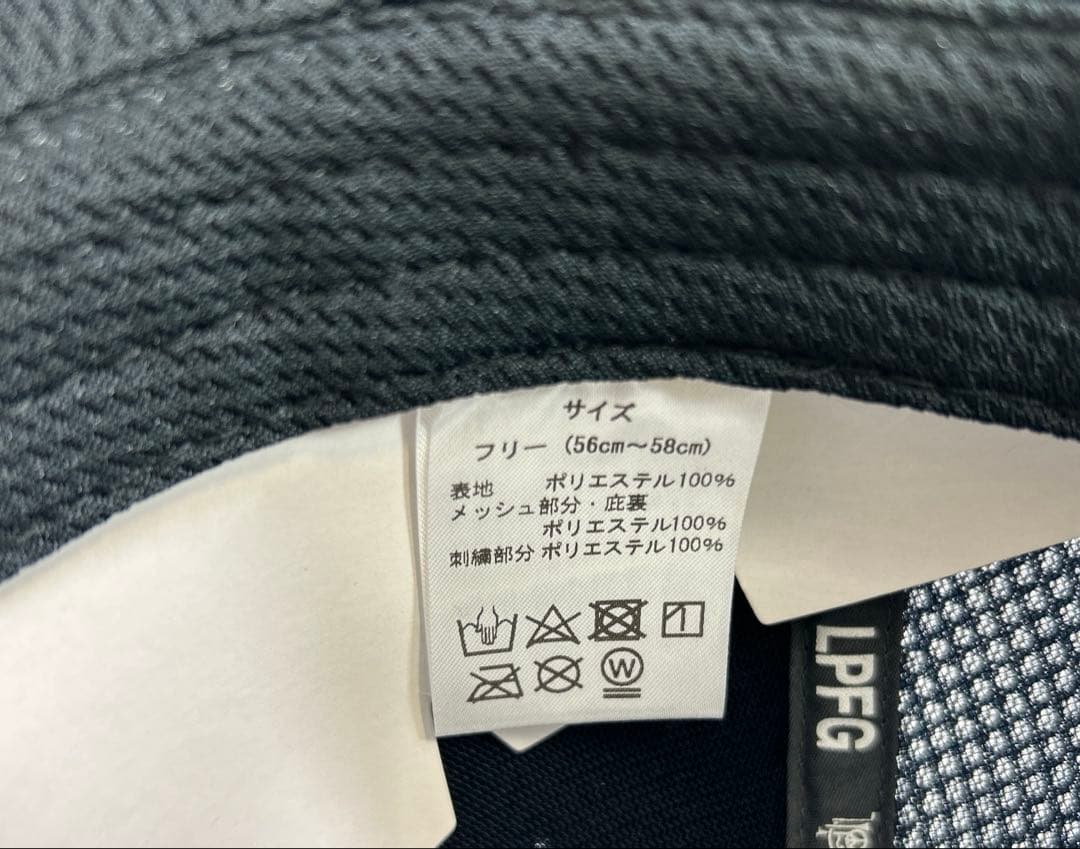 サイズ
フリー（56cm～58cm）
表地 ポリエステル100%
メッシュ部分・庇裏
ポリエステル100%
刺繍部分 ポリエステル100%
W
LPFG